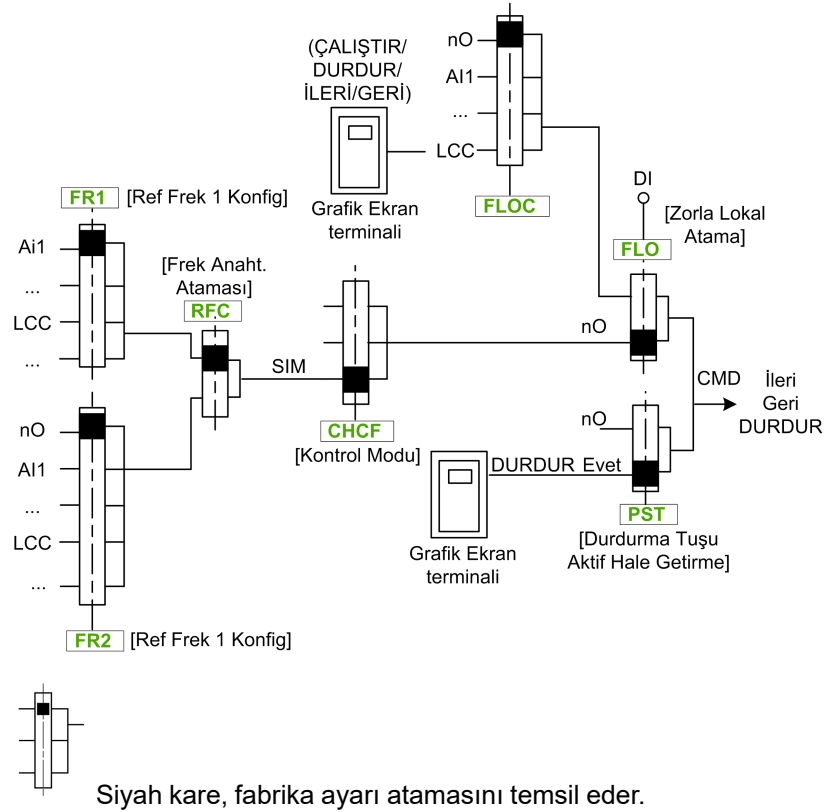 (ÇALIŞTIR/
DURDUR/
İLERİ/GERİ)
nO
AI1
...
LCC
FLOC
Grafik Ekran
terminali
DI
[Zorla Lokal
Atama]
FLO
FR1 [Ref Frek 1 Konfig]
Ai1
...
LCC
...
[Frek Anaht.
Ataması]
RFC
SIM
nO
CHCF
[Kontrol Modu]
CMD
İleri
Geri
DURDUR
nO
AI1
...
LCC
...
nO
DURDUR Evet
PST
[Durdurma Tuşu
Aktif Hale Getirme]
Grafik Ekran
terminali
FR2 [Ref Frek 1 Konfig]
Siyah kare, fabrika ayarı atamasını temsil eder.